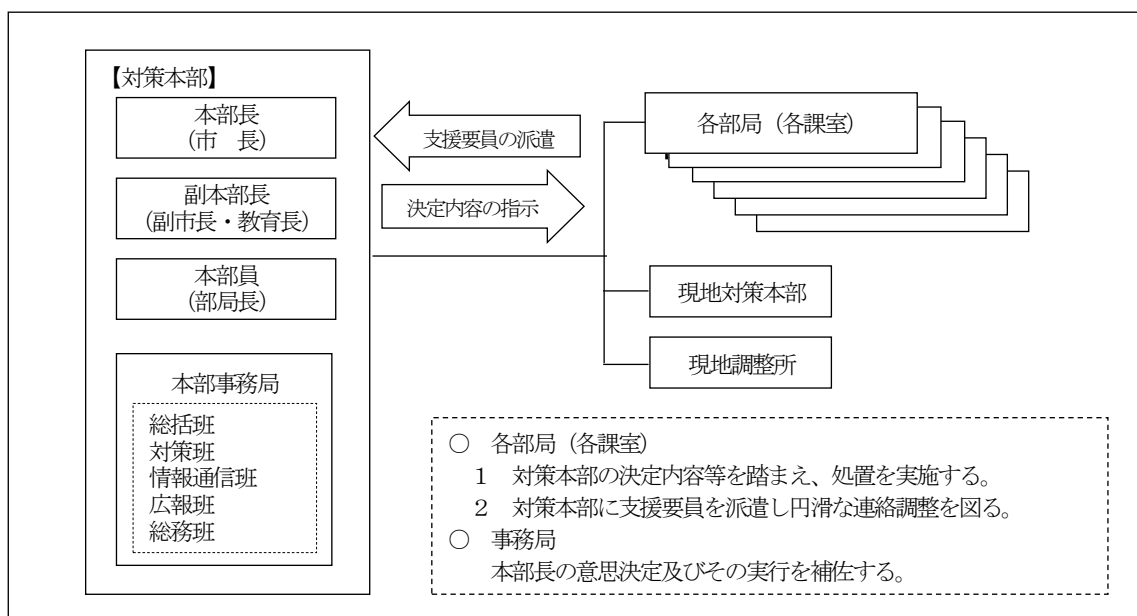 【対策本部】
本部長
(市　長)
副本部長
(副市長・教育長)
本部員
(部局長)
本部事務局
総括班
対策班
情報通信班
広報班
総務班
支援要員の派遣
決定内容の指示
各部局（各課室）
現地対策本部
現地調整所
○　各部局（各課室）
１　対策本部の決定内容等を踏まえ、処置を実施する。
２　対策本部に支援要員を派遣し円滑な連絡調整を図る。
○　事務局
本部長の意思決定及びその実行を補佐する。